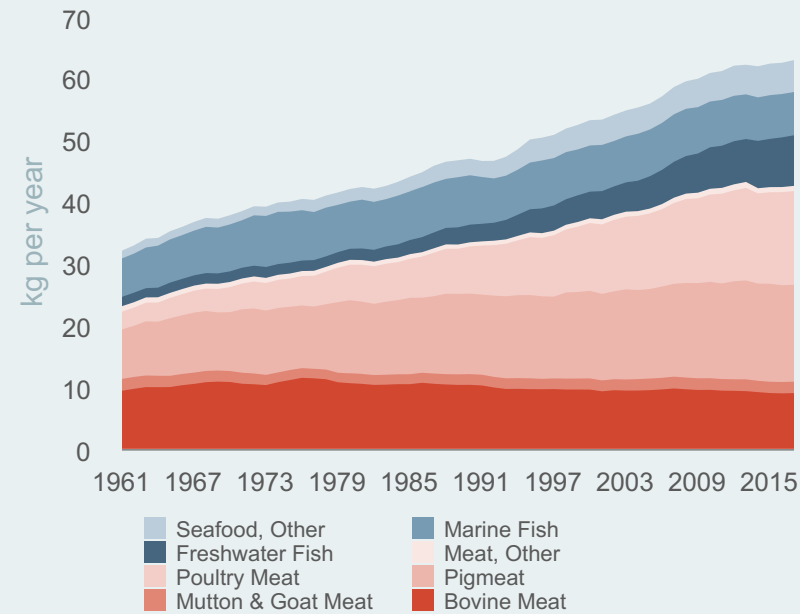 70
60
50
40
30
20
10
0
kg per year
1961 1967 1973 1979 1985 1991 1997 2003 2009 2015
Seafood, Other Marine Fish
Freshwater Fish Meat, Other
Poultry Meat Pigmeat
Mutton & Goat Meat Bovine Meat